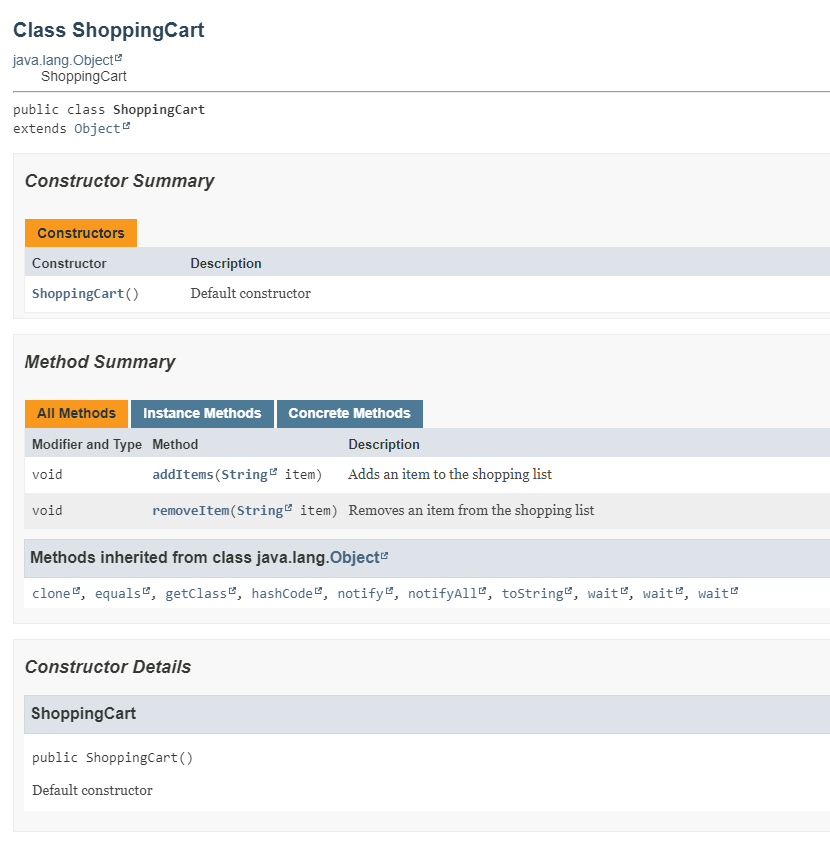 Class ShoppingCart
java.lang.Object
ShoppingCart
public class ShoppingCart
extends Object
Constructor Summary
Constructors
Constructor Description
ShoppingCart() Default constructor
Method Summary
All Methods Instance Methods Concrete Methods
Modifier and Type Method Description
void addItems(String item) Adds an item to the shopping list
void removeItem(String item) Removes an item from the shopping list
Methods inherited from class java.lang.Object
clone, equals, getClass, hashCode, notify, notifyAll, toString, wait, wait, wait
Constructor Details
ShoppingCart
public ShoppingCart()
Default constructor